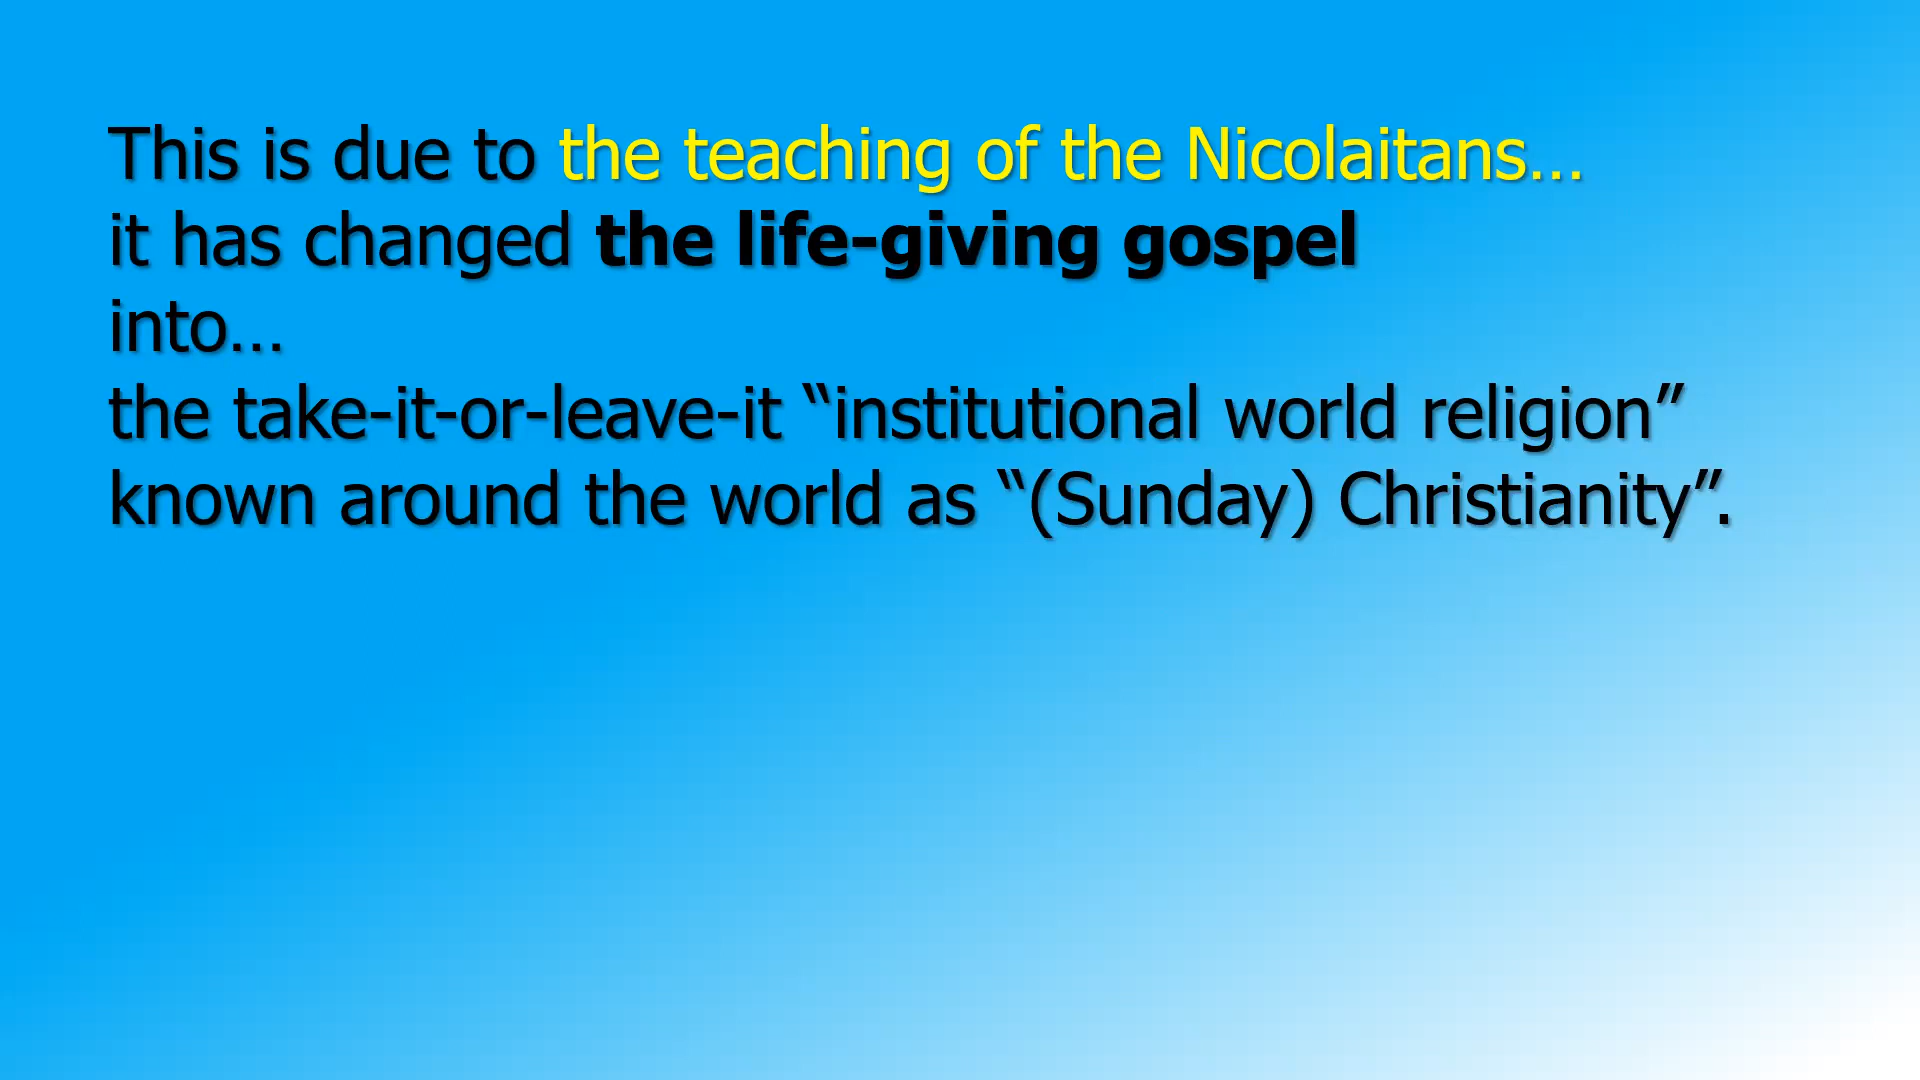 This is due to the teaching of the Nicolaitans…
it has changed the life-giving gospel
into…
the take-it-or-leave-it “institutional world religion”
known around the world as “(Sunday) Christianity”.